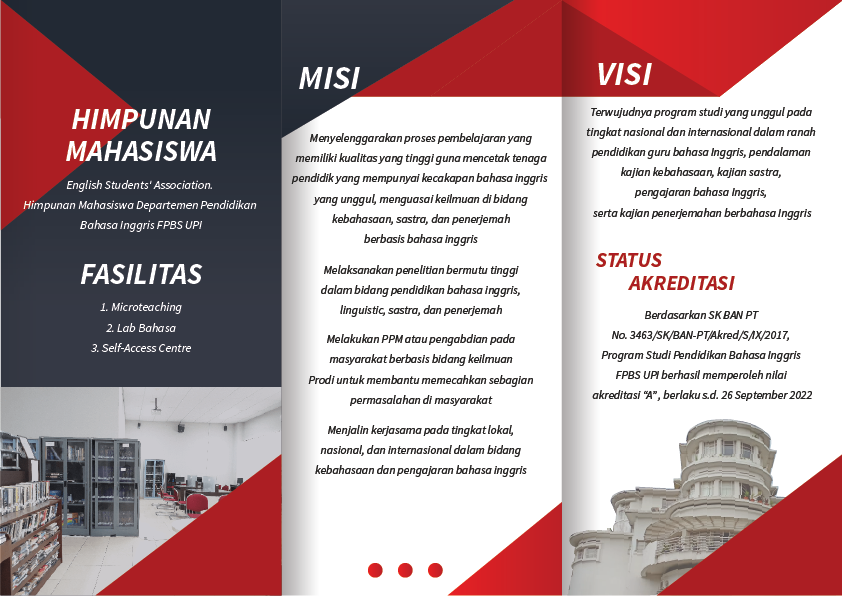 HIMPUNAN
MAHASISWA
English Students' Association.
Himpunan Mahasiswa Departemen Pendidikan
Bahasa Inggris FPBS UPI
FASILITAS
1. Microteaching
2. Lab Bahasa
3. Self-Access Centre
MISI
Menyelenggarakan proses pembelajaran yang
memiliki kualitas yang tinggi guna mencetak tenaga
pendidik yang mempunyai kecakapan bahasa inggris
yang unggul, menguasai keilmuan di bidang
kebahasaan, sastra, dan penerjemah
berbasis bahasa inggris
Melaksanakan penelitian bermutu tinggi
dalam bidang pendidikan bahasa inggris,
linguistic, sastra, dan penerjemah
Melakukan PPM atau pengabdian pada
masyarakat berbasis bidang keilmuan
Prodi untuk membantu memecahkan sebagian
permasalahan di masyarakat
Menjalin kerjasama pada tingkat lokal,
nasional, dan internasional dalam bidang
kebahasaan dan pengajaran bahasa inggris
VISI
Terwujudnya program studi yang unggul pada
tingkat nasional dan internasional dalam ranah
pendidikan guru bahasa Inggris, pendalaman
kajian kebahasaan, kajian sastra,
pengajaran bahasa Inggris,
serta kajian penerjemahan berbahasa Inggris
STATUS
AKREDITASI
Berdasarkan SK BAN PT
No. 3463/SK/BAN-PT/Akred/S/IX/2017,
Program Studi Pendidikan Bahasa Inggris
FPBS UPI berhasil memperoleh nilai
akreditasi “A” , berlaku s.d. 26 September 2022